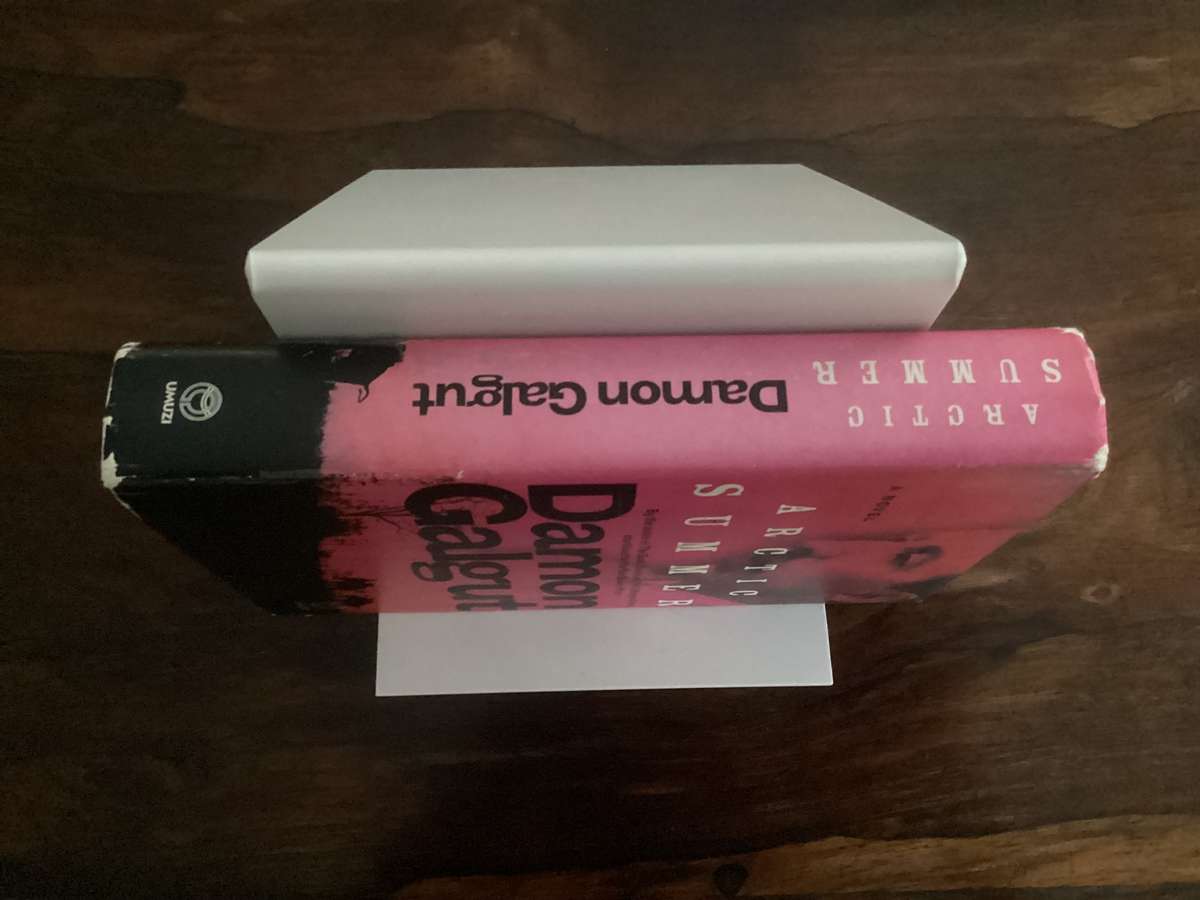 ARCTIC
SUMMER
Damon Galgut
UMUZI
A NOVEL
ARCTIC
SUMMER
Damon
Galgut